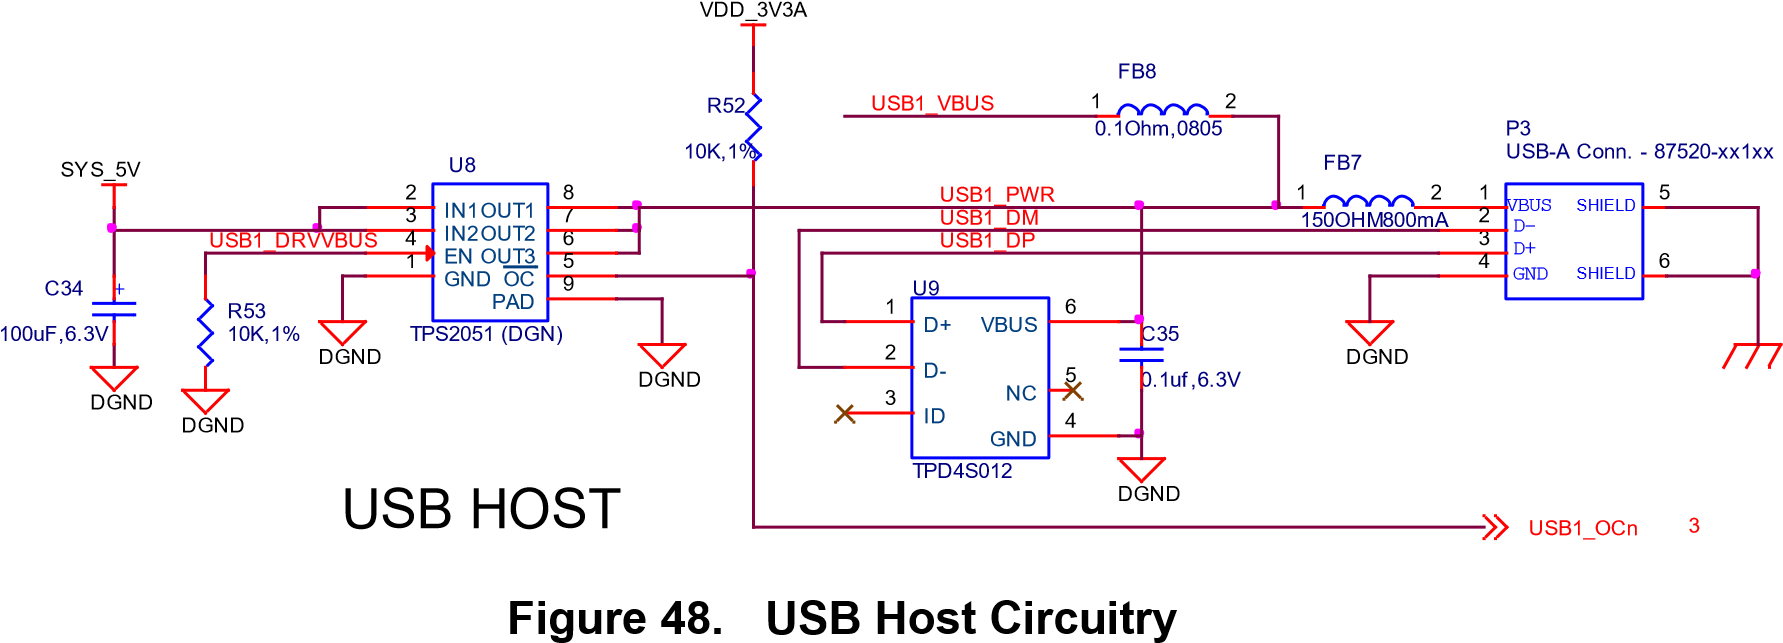 VDD_3V3A
FB8
USB1_VBUS 1 2
R52
0.1Ohm,0805
P3
USB-A Conn. - 87520-xx1xx
10K,1%
SYS_5V
U8
FB7
2 IN1 OUT1 8 USB1_PWR 1 2 1 VBUS SHIELD 5
150OHM800mA
3 IN2 OUT2 7 USB1_DM 2 D-
USB1_DRVVBUS 4 EN OUT3 6 USB1_DP 3 D+
1 GND OC 5 4 GND SHIELD 6
PAD 9
C34 +
100uF,6.3V
R53
10K,1%
TPS2051 (DGN)
DGND
DGND
DGND
DGND
DGND
U9
1 D+ VBUS 6
C35
0.1uf,6.3V
2 D-
NC 5
3 ID
GND 4
TPD4S012
DGND
USB HOST
USB1_OCn 3
Figure 48. USB Host Circuitry